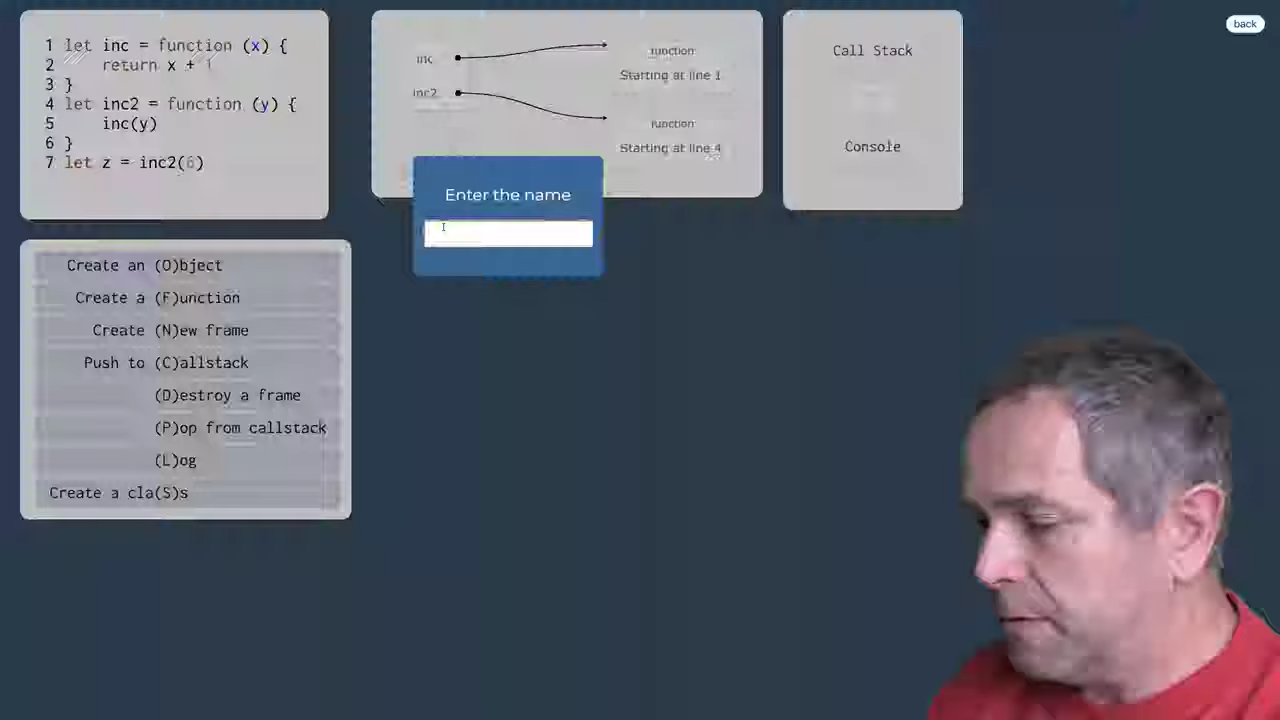 back
1 let inc = function (x) {
2 return x + 1
3 }
4 let inc2 = function (y) {
5 inc(y)
6 }
7 let z = inc2(6)
inc
inc2
function
Starting at line 1
function
Starting at line 4
Call Stack
Console
Enter the name
Create an (O)bject
Create a (F)unction
Create (N)ew frame
Push to (C)allstack
(D)estroy a frame
(P)op from callstack
(L)og
Create a cla(S)s